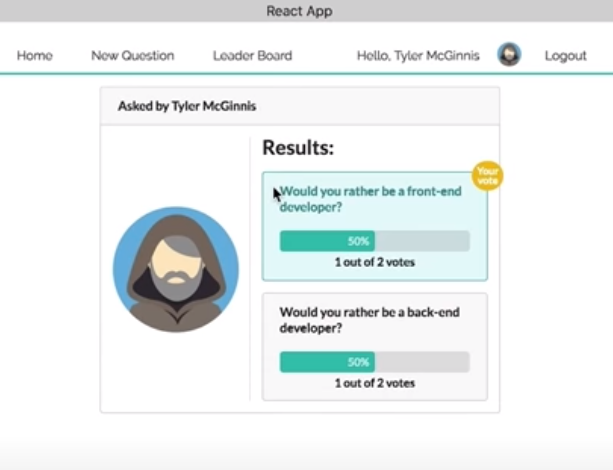 React App
Home New Question Leader Board Hello, Tyler McGinnis Logout
Asked by Tyler McGinnis
Results:
Your
vote
Would you rather be a front-end
developer?
50%
1 out of 2 votes
Would you rather be a back-end
developer?
50%
1 out of 2 votes